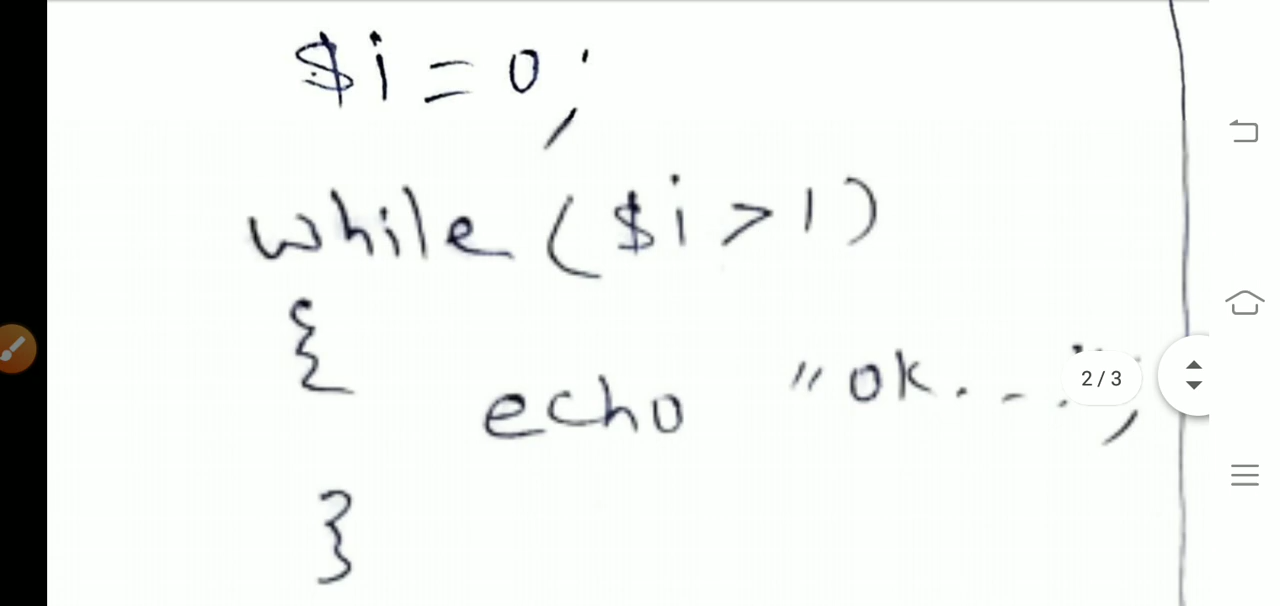 $i = 0;
while ($i > 1)
{
echo "ok...";
2/3
}